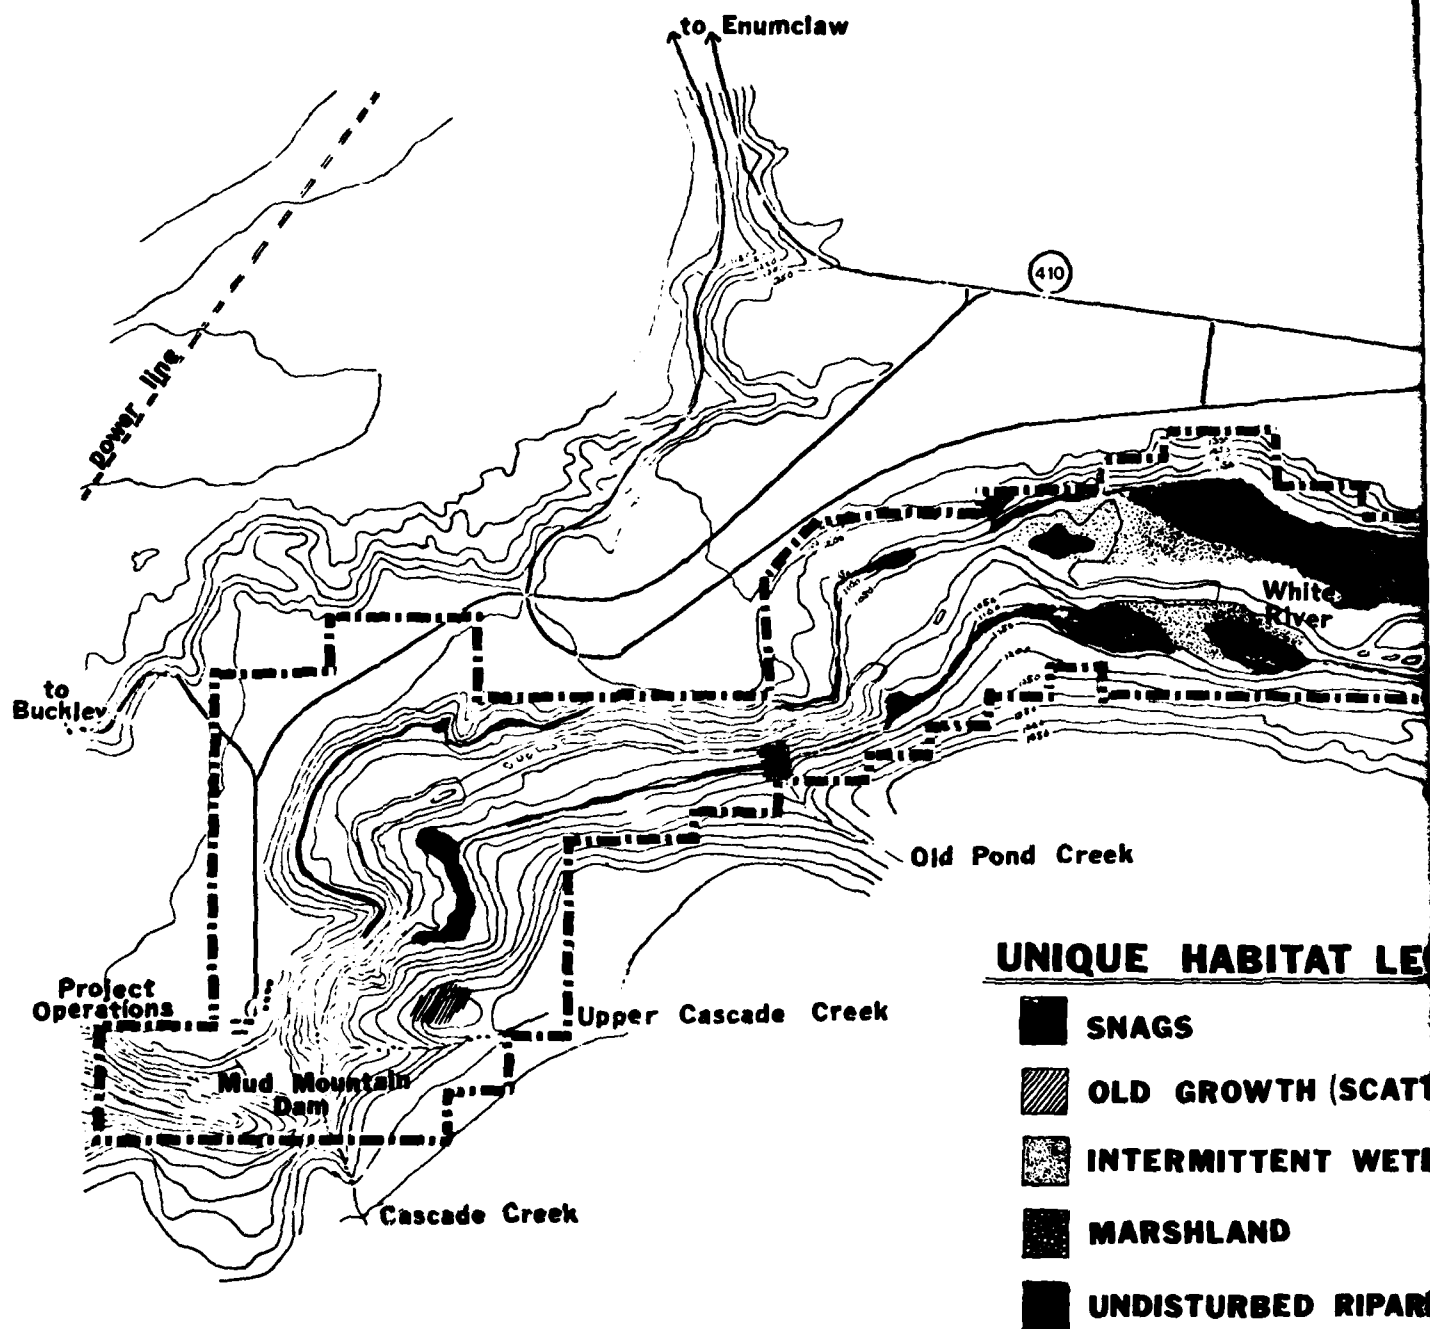 to Enumclaw
410
power line
White
River
to
Buckley
Old Pond Creek
UNIQUE HABITAT LE
Project
Operations
Upper Cascade Creek
SNAGS
Mud Mountain
Dam
OLD GROWTH (SCATT
INTERMITTENT WET
Cascade Creek
MARSHLAND
UNDISTURBED RIPAR